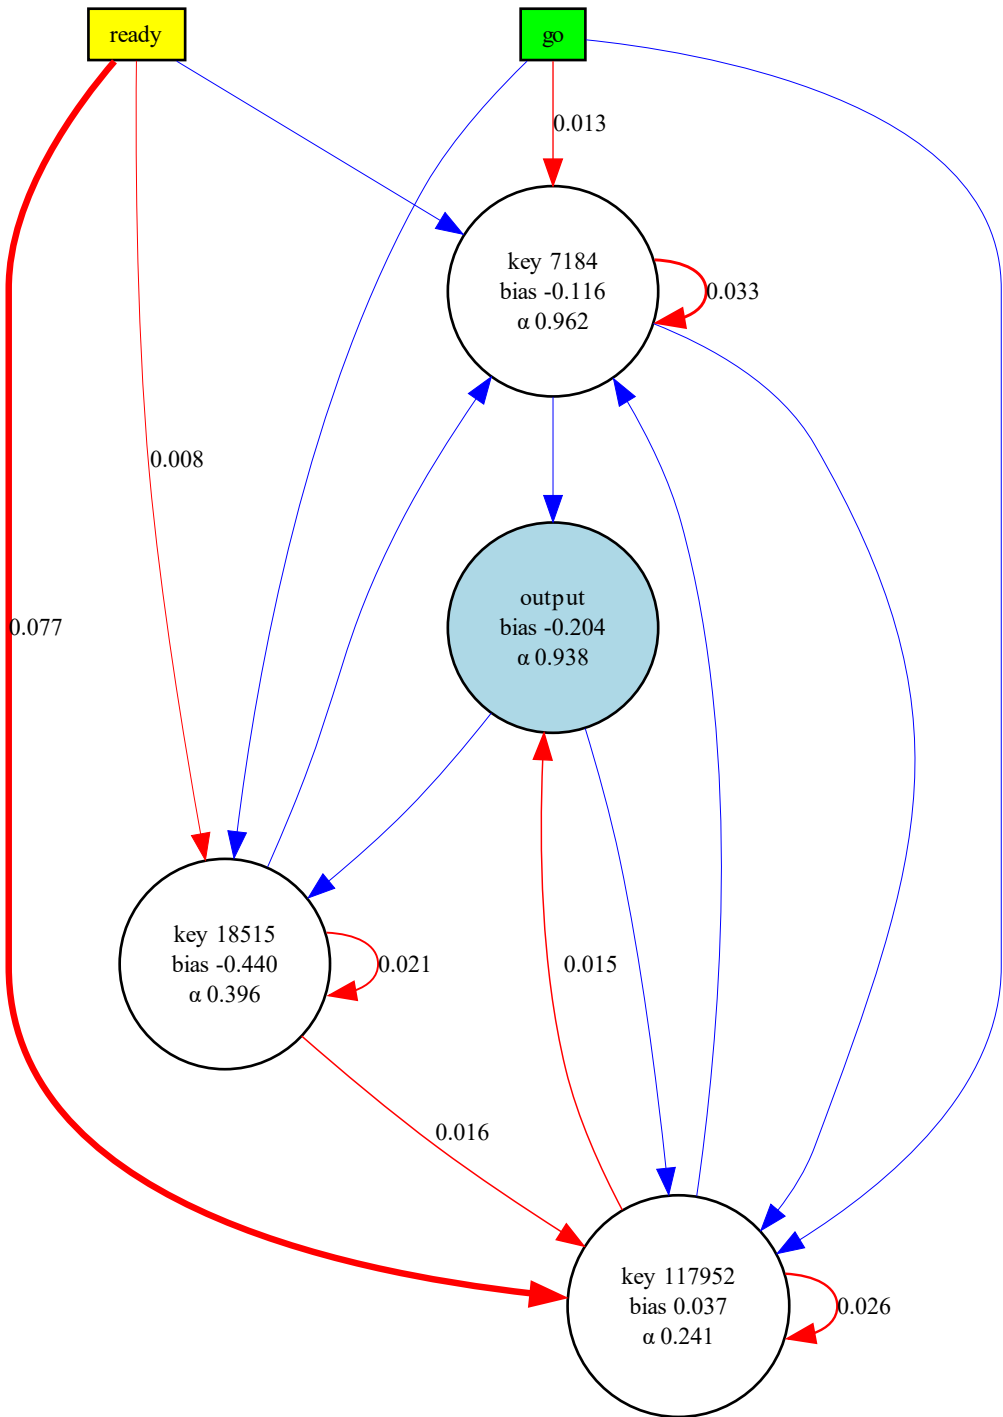 ready
go
0.013
key 7184
bias -0.116
α 0.962
0.033
0.008
output
bias -0.204
α 0.938
0.077
key 18515
bias -0.440
α 0.396
0.021
0.015
0.016
key 117952
bias 0.037
α 0.241
0.026